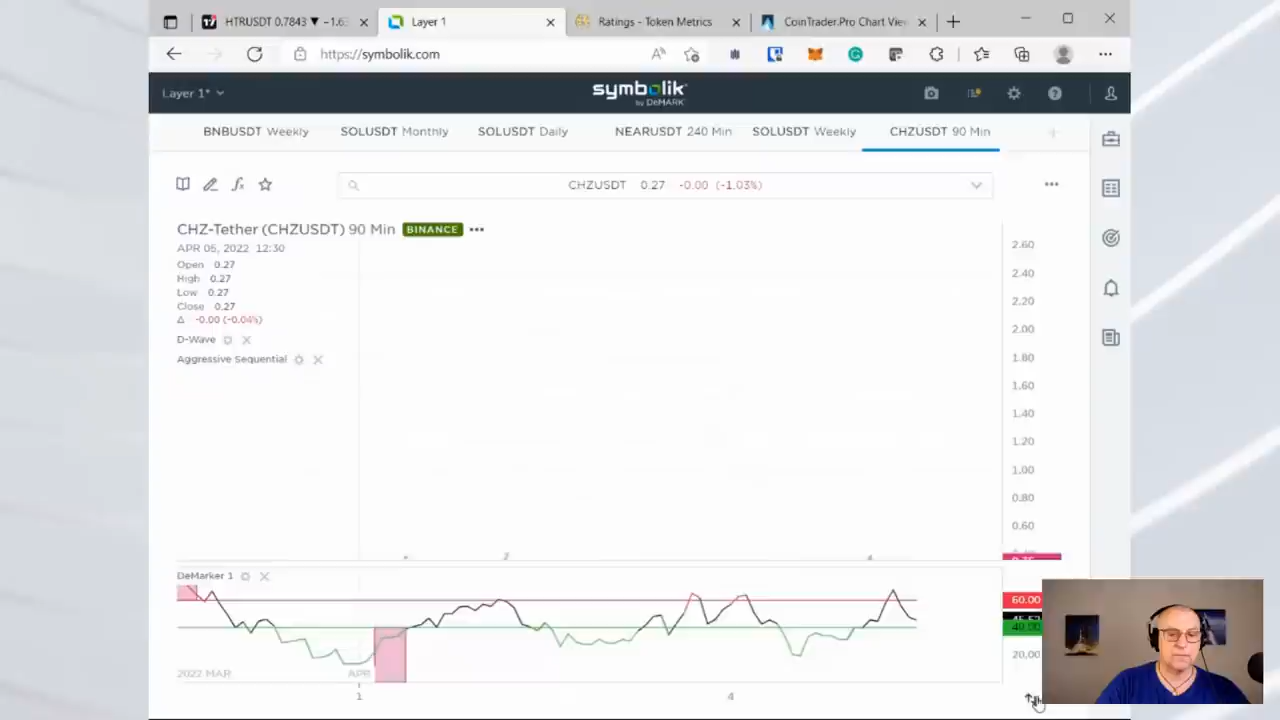 HTRUSDT 0.7843 ▼ −1.63
Layer 1
Ratings - Token Metrics
CoinTrader.Pro Chart View
https://symbolik.com
Layer 1*
symbolik
by DeMARK
BNBUSDT Weekly
SOLUSDT Monthly
SOLUSDT Daily
NEARUSDT 240 Min
SOLUSDT Weekly
CHZUSDT 90 Min
CHZUSDT 0.27 -0.00 (-1.03%)
CHZ-Tether (CHZUSDT) 90 Min BINANCE
APR 05, 2022 12:30
Open 0.27
High 0.27
Low 0.27
Close 0.27
Δ -0.00 (-0.04%)
D-Wave
Aggressive Sequential
2.60
2.40
2.20
2.00
1.80
1.60
1.40
1.20
1.00
0.80
0.60
DeMarker 1
60.00
40.00
20.00
2022 MAR
APR
1
4